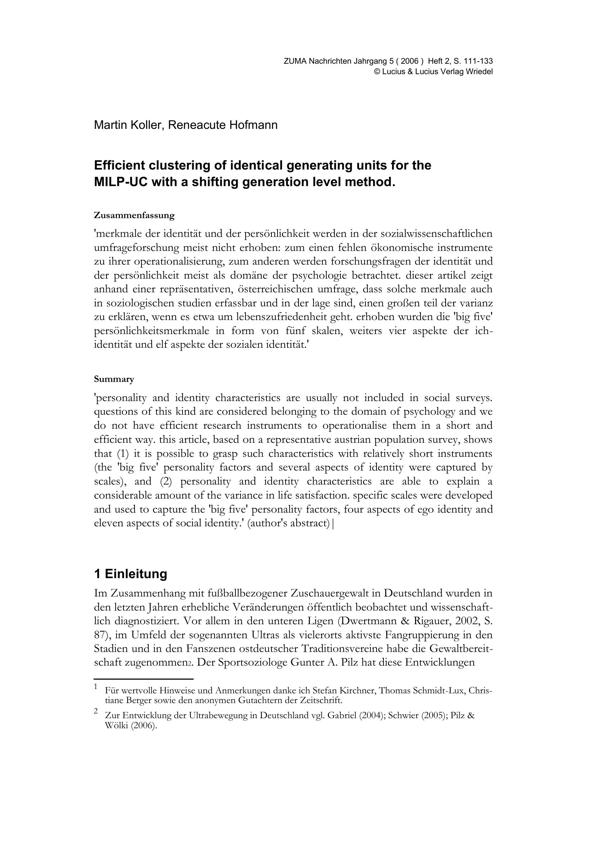 ZUMA Nachrichten Jahrgang 5 ( 2006 ) Heft 2, S. 111-133
© Lucius & Lucius Verlag Wriedel
Martin Koller, Reneacute Hofmann
Efficient clustering of identical generating units for the
MILP-UC with a shifting generation level method.
Zusammenfassung
'merkmale der identität und der persönlichkeit werden in der sozialwissenschaftlichen
umfrageforschung meist nicht erhoben: zum einen fehlen ökonomische instrumente
zu ihrer operationalisierung, zum anderen werden forschungsfragen der identität und
der persönlichkeit meist als domäne der psychologie betrachtet. dieser artikel zeigt
anhand einer repräsentativen, österreichischen umfrage, dass solche merkmale auch
in soziologischen studien erfassbar und in der lage sind, einen großen teil der varianz
zu erklären, wenn es etwa um lebenszufriedenheit geht. erhoben wurden die 'big five'
persönlichkeitsmerkmale in form von fünf skalen, weiters vier aspekte der ich-
identität und elf aspekte der sozialen identität.'
Summary
'personality and identity characteristics are usually not included in social surveys.
questions of this kind are considered belonging to the domain of psychology and we
do not have efficient research instruments to operationalise them in a short and
efficient way. this article, based on a representative austrian population survey, shows
that (1) it is possible to grasp such characteristics with relatively short instruments
(the 'big five' personality factors and several aspects of identity were captured by
scales), and (2) personality and identity characteristics are able to explain a
considerable amount of the variance in life satisfaction. specific scales were developed
and used to capture the 'big five' personality factors, four aspects of ego identity and
eleven aspects of social identity.' (author's abstract)|
1 Einleitung
Im Zusammenhang mit fußballbezogener Zuschauergewalt in Deutschland wurden in
den letzten Jahren erhebliche Veränderungen öffentlich beobachtet und wissenschaft-
lich diagnostiziert. Vor allem in den unteren Ligen (Dwertmann & Rigauer, 2002, S.
87), im Umfeld der sogenannten Ultras als vielerorts aktivste Fangruppierung in den
Stadien und in den Fanszenen ostdeutscher Traditionsvereine habe die Gewaltbereit-
schaft zugenommen2. Der Sportsoziologe Gunter A. Pilz hat diese Entwicklungen
1 Für wertvolle Hinweise und Anmerkungen danke ich Stefan Kirchner, Thomas Schmidt-Lux, Chris-
tiane Berger sowie den anonymen Gutachtern der Zeitschrift.
2 Zur Entwicklung der Ultrabewegung in Deutschland vgl. Gabriel (2004); Schwier (2005); Pilz &
Wölki (2006).